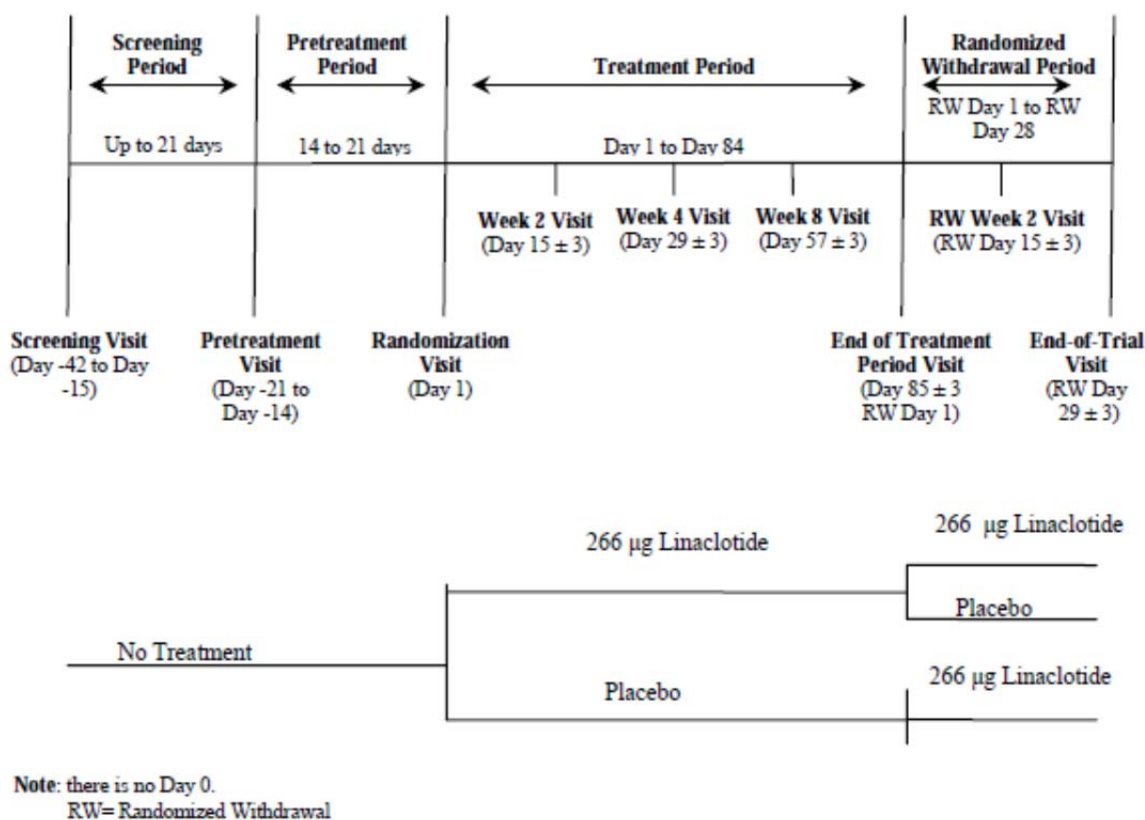 Screening
Period
Pretreatment
Period
Treatment Period
Randomized
Withdrawal Period
RW Day 1 to RW
Day 28
Up to 21 days
14 to 21 days
Day 1 to Day 84
Week 2 Visit
(Day 15 ± 3)
Week 4 Visit
(Day 29 ± 3)
Week 8 Visit
(Day 57 ± 3)
RW Week 2 Visit
(RW Day 15 ± 3)
Screening Visit
(Day -42 to Day
-15)
Pretreatment
Visit
(Day -21 to
Day -14)
Randomization
Visit
(Day 1)
End of Treatment
Period Visit
(Day 85 ± 3
RW Day 1)
End-of-Trial
Visit
(RW Day
29 ± 3)
266 μg Linaclotide
266 μg Linaclotide
Placebo
No Treatment
Placebo
266 μg Linaclotide
Note: there is no Day 0.
RW= Randomized Withdrawal